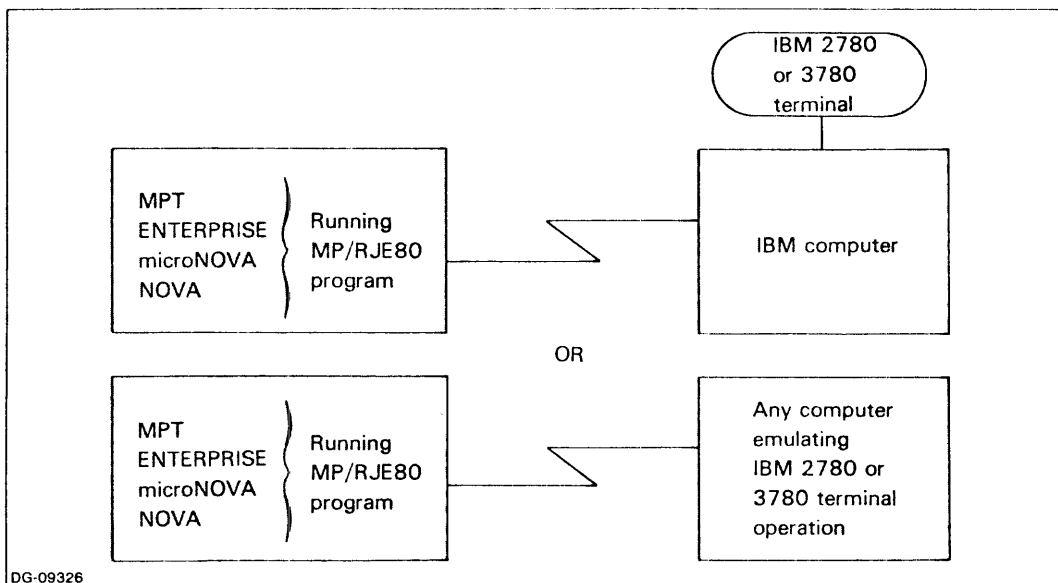 IBM 2780
or 3780
terminal
MPT
ENTERPRISE
microNOVA
NOVA
Running
MP/RJE80
program
IBM computer
OR
MPT
ENTERPRISE
microNOVA
NOVA
Running
MP/RJE80
program
Any computer
emulating
IBM 2780 or
3780 terminal
operation
DG-09326